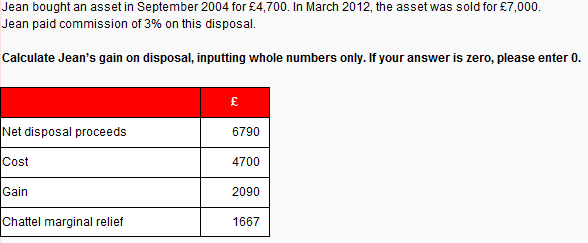 Jean bought an asset in September 2004 for £4,700. In March 2012, the asset was sold for £7,000.
Jean paid commission of 3% on this disposal.
Calculate Jean's gain on disposal, inputting whole numbers only. If your answer is zero, please enter 0.
£
Net disposal proceeds 6790
Cost 4700
Gain 2090
Chattel marginal relief 1667